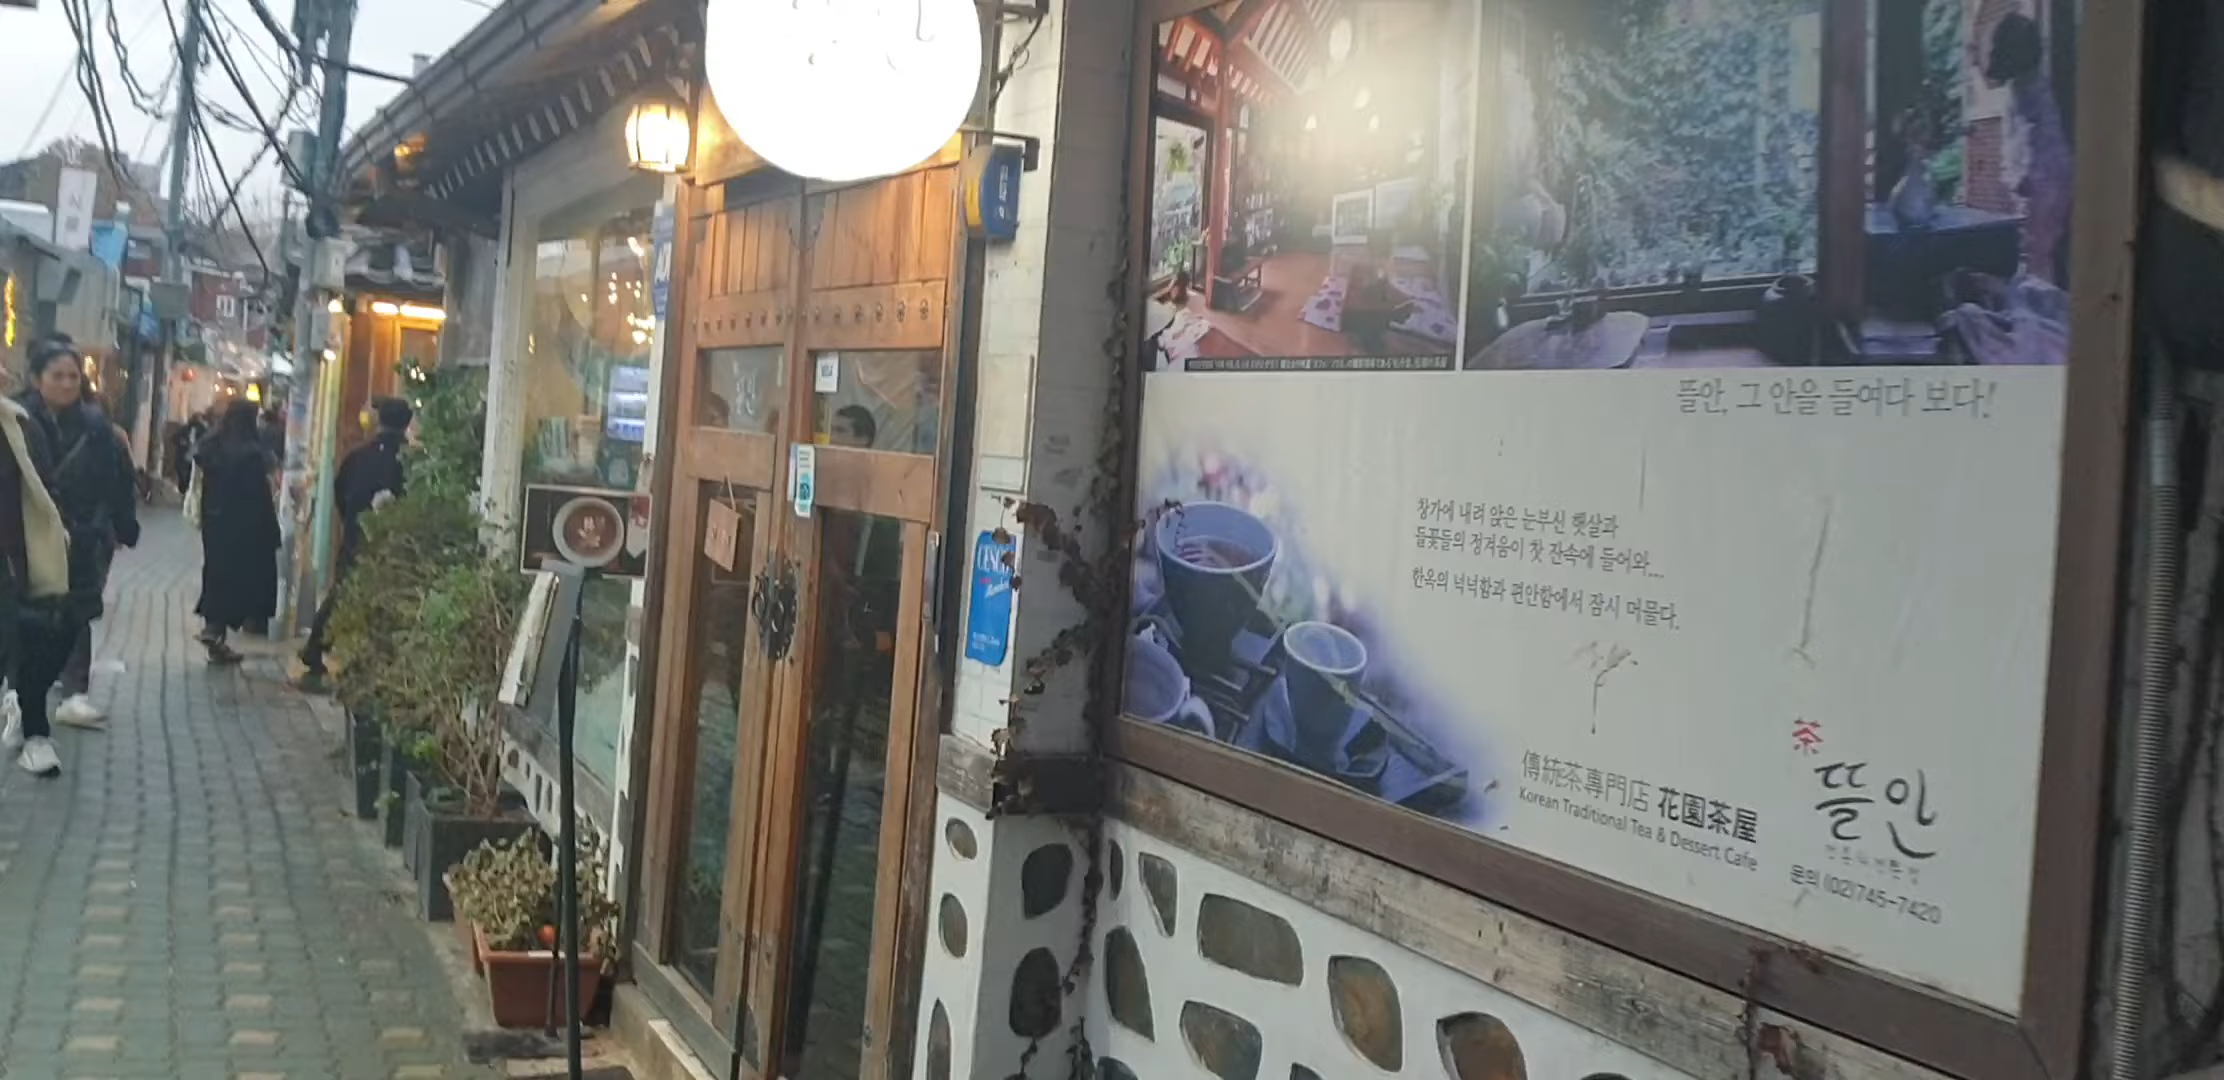 뜰안, 그 안을 들여다 보다!
창가에 내려 앉은 눈부신 햇살과
들꽃들의 정겨움이 찻 잔속에 들어와....
한옥의 넉넉함과 편안함에서 잠시 머물다.
茶
뜰안
傳統茶專門店 花園茶屋
Korean Traditional Tea & Dessert Cafe
문의 (02)745-7420
CESCO
VISA